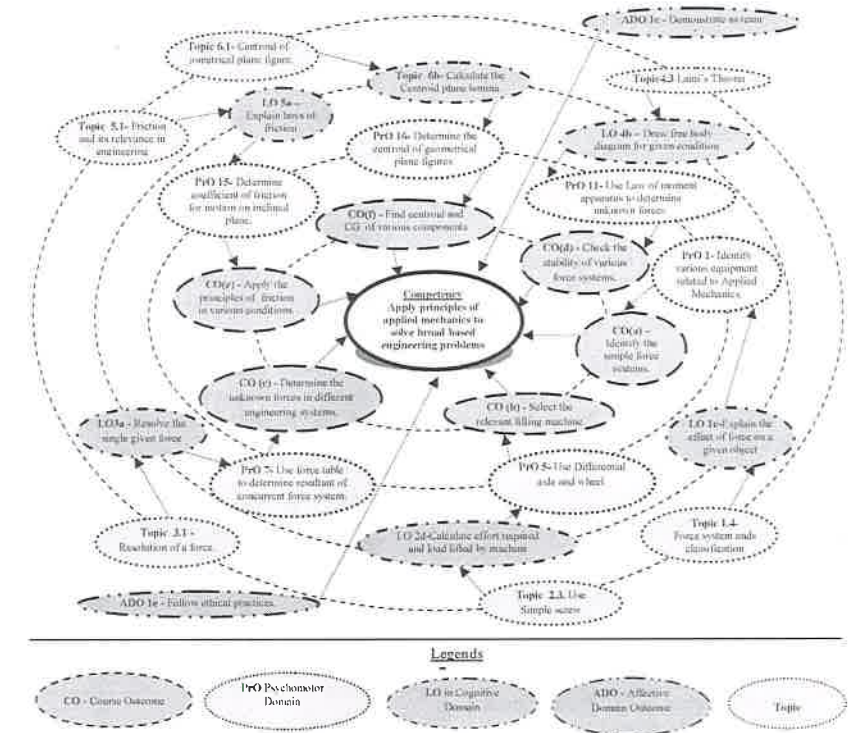 ADO 1c - Demonstrate as team
Topic 6.1- Centroid of
geometrical plane figure.
Topic 6b- Calculate the
Centroid plane lamina
Topic 4.3 Lami's Theorem
LO 5a -
Explain laws of
friction
Topic 5.1- Friction
and its relevance in
engineering
PrO 16- Determine the
centroid of geometrical
plane figures
LO 4b - Draw free body
diagram for given condition
PrO 15- Determine
coefficient of friction
for motion on inclined
plane.
PrO 11- Use Law of moment
apparatus to determine
unknown forces
CO(f) - Find centroid and
CG of various components
CO(d) - Check the
stability of various
force systems.
PrO 1- Identify
various equipment
related to Applied
Mechanics.
CO(e) - Apply the
principles of friction
in various conditions
Competency
Apply principles of
applied mechanics to
solve broad based
engineering problems
CO(a) -
Identify the
simple force
systems.
CO (c) - Determine the
unknown forces in different
engineering systems.
CO (b) - Select the
relevant lifting machine
LO3a - Resolve the
single given force
LO 1c-Explain the
effect of force on a
given object
PrO 7- Use force table
to determine resultant of
concurrent force system.
PrO 5- Use Differential
axle and wheel
Topic 3.1 -
Resolution of a force.
LO 2d-Calculate effort required
and load lifted by machine
Topic 1.4-
Force system and
classification
ADO 1e - Follow ethical practices.
Topic 2.3. Use
Simple screw
Legends
CO - Course Outcome
PrO Psychomotor
Domain
LO in Cognitive
Domain
ADO - Affective
Domain Outcome
Topic